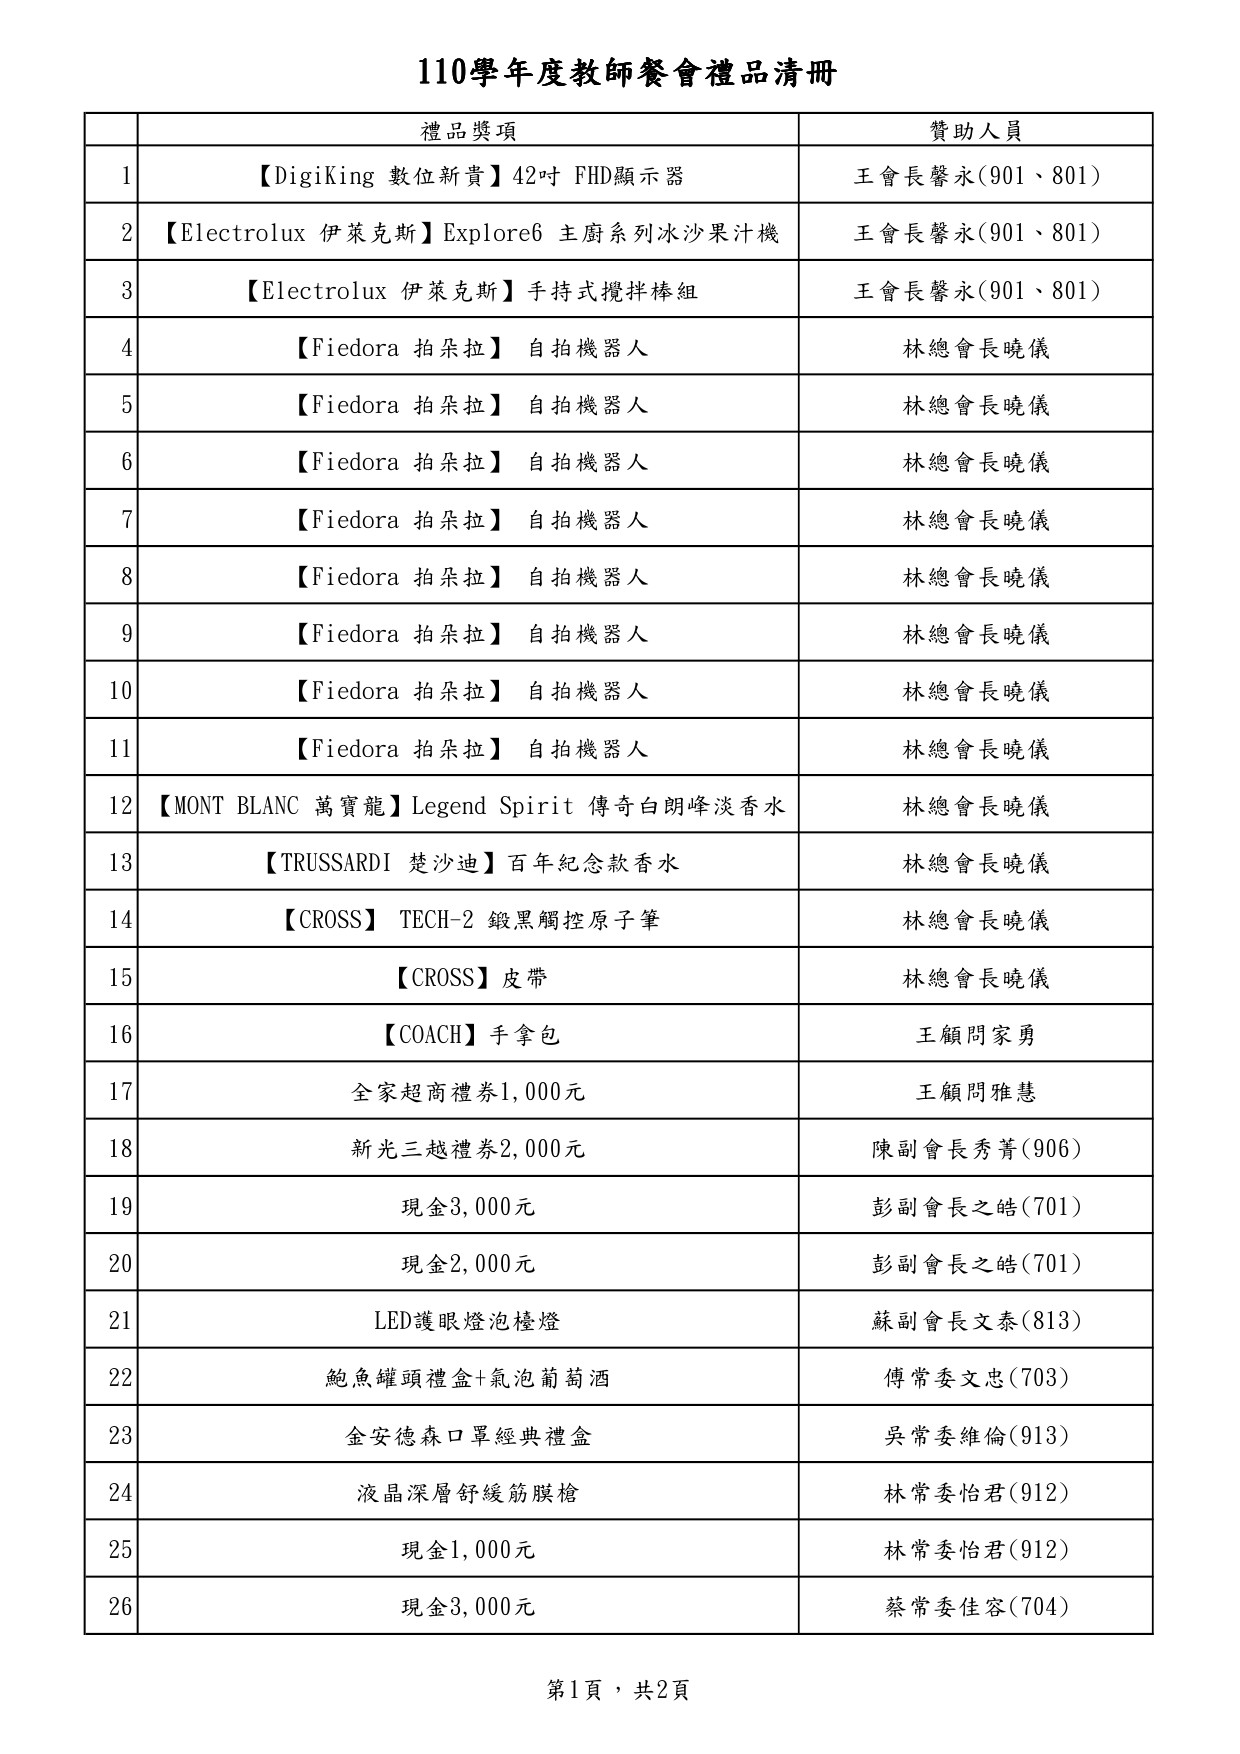 110學年度教師餐會禮品清冊
禮品獎項 贊助人員
1 【DigiKing 數位新貴】42吋 FHD顯示器 王會長馨永(901、801)
2 【Electrolux 伊萊克斯】Explore6 主廚系列冰沙果汁機 王會長馨永(901、801)
3 【Electrolux 伊萊克斯】手持式攪拌棒組 王會長馨永(901、801)
4 【Fiedora 拍朵拉】 自拍機器人 林總會長曉儀
5 【Fiedora 拍朵拉】 自拍機器人 林總會長曉儀
6 【Fiedora 拍朵拉】 自拍機器人 林總會長曉儀
7 【Fiedora 拍朵拉】 自拍機器人 林總會長曉儀
8 【Fiedora 拍朵拉】 自拍機器人 林總會長曉儀
9 【Fiedora 拍朵拉】 自拍機器人 林總會長曉儀
10 【Fiedora 拍朵拉】 自拍機器人 林總會長曉儀
11 【Fiedora 拍朵拉】 自拍機器人 林總會長曉儀
12 【MONT BLANC 萬寶龍】Legend Spirit 傳奇白朗峰淡香水 林總會長曉儀
13 【TRUSSARDI 楚沙迪】百年紀念款香水 林總會長曉儀
14 【CROSS】 TECH-2 鍛黑觸控原子筆 林總會長曉儀
15 【CROSS】皮帶 林總會長曉儀
16 【COACH】手拿包 王顧問家勇
17 全家超商禮券1,000元 王顧問雅慧
18 新光三越禮券2,000元 陳副會長秀菁(906)
19 現金3,000元 彭副會長之皓(701)
20 現金2,000元 彭副會長之皓(701)
21 LED護眼燈泡檯燈 蘇副會長文泰(813)
22 鮑魚罐頭禮盒+氣泡葡萄酒 傅常委文忠(703)
23 金安德森口罩經典禮盒 吳常委維倫(913)
24 液晶深層舒緩筋膜槍 林常委怡君(912)
25 現金1,000元 林常委怡君(912)
26 現金3,000元 蔡常委佳容(704)
第1頁，共2頁